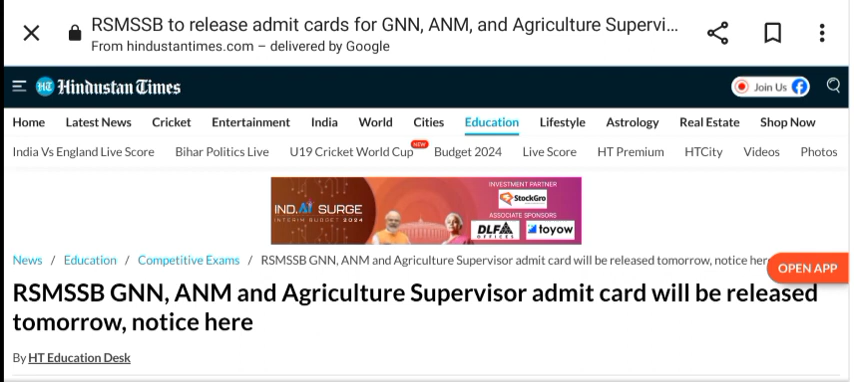 RSMSSB to release admit cards for GNN, ANM, and Agriculture Supervi...
From hindustantimes.com – delivered by Google
HT Hindustan Times
Join Us
Home Latest News Cricket Entertainment India World Cities Education Lifestyle Astrology Real Estate Shop Now
India Vs England Live Score Bihar Politics Live U19 Cricket World Cup NEW Budget 2024 Live Score HT Premium HTCity Videos Photos
INVESTMENT PARTNER
StockGro
IND.AI SURGE
INTERIM BUDGET 2024
ASSOCIATE SPONSORS
DLF OFFICES toyow
News / Education / Competitive Exams / RSMSSB GNN, ANM and Agriculture Supervisor admit card will be released tomorrow, notice her
OPEN APP
RSMSSB GNN, ANM and Agriculture Supervisor admit card will be released
tomorrow, notice here
By HT Education Desk